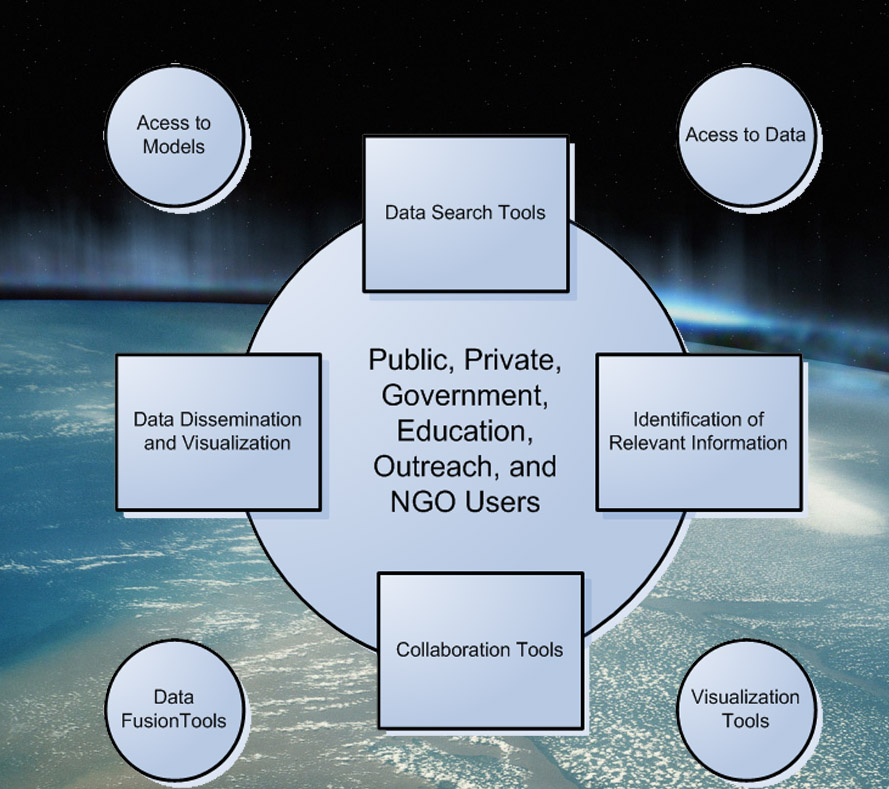 Acess to
Models
Acess to Data
Data Search Tools
Public, Private,
Government,
Education,
Outreach, and
NGO Users
Data Dissemination
and Visualization
Identification of
Relevant Information
Collaboration Tools
Data
FusionTools
Visualization
Tools